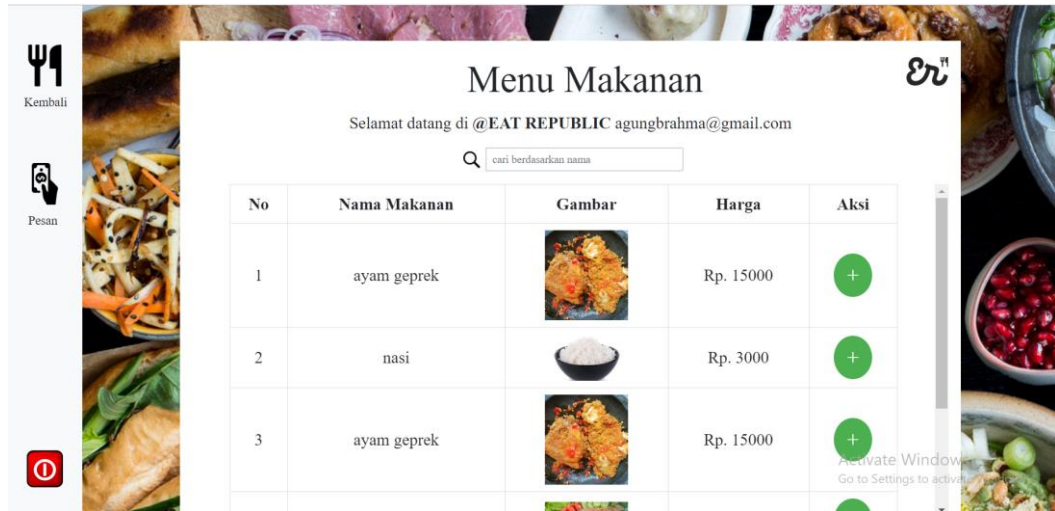 Kembali
Pesan
Er
Menu Makanan
Selamat datang di @EAT REPUBLIC agungbrahma@gmail.com
cari berdasarkan nama
No Nama Makanan Gambar Harga Aksi
1 ayam geprek Rp. 15000 +
2 nasi Rp. 3000 +
3 ayam geprek Rp. 15000 +
Activate Windows
Go to Settings to activate